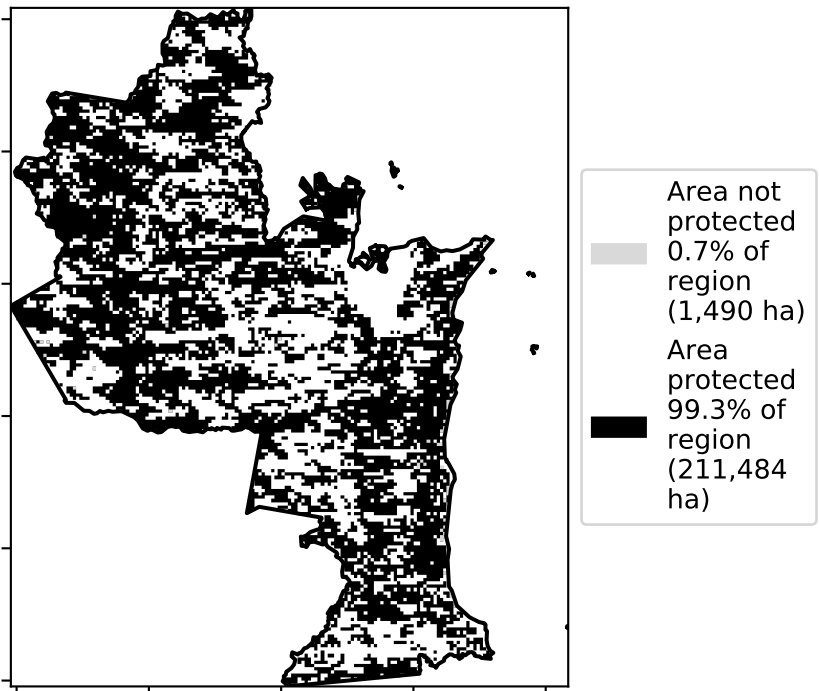 Area not
protected
0.7% of
region
(1,490 ha)
Area
protected
99.3% of
region
(211,484
ha)